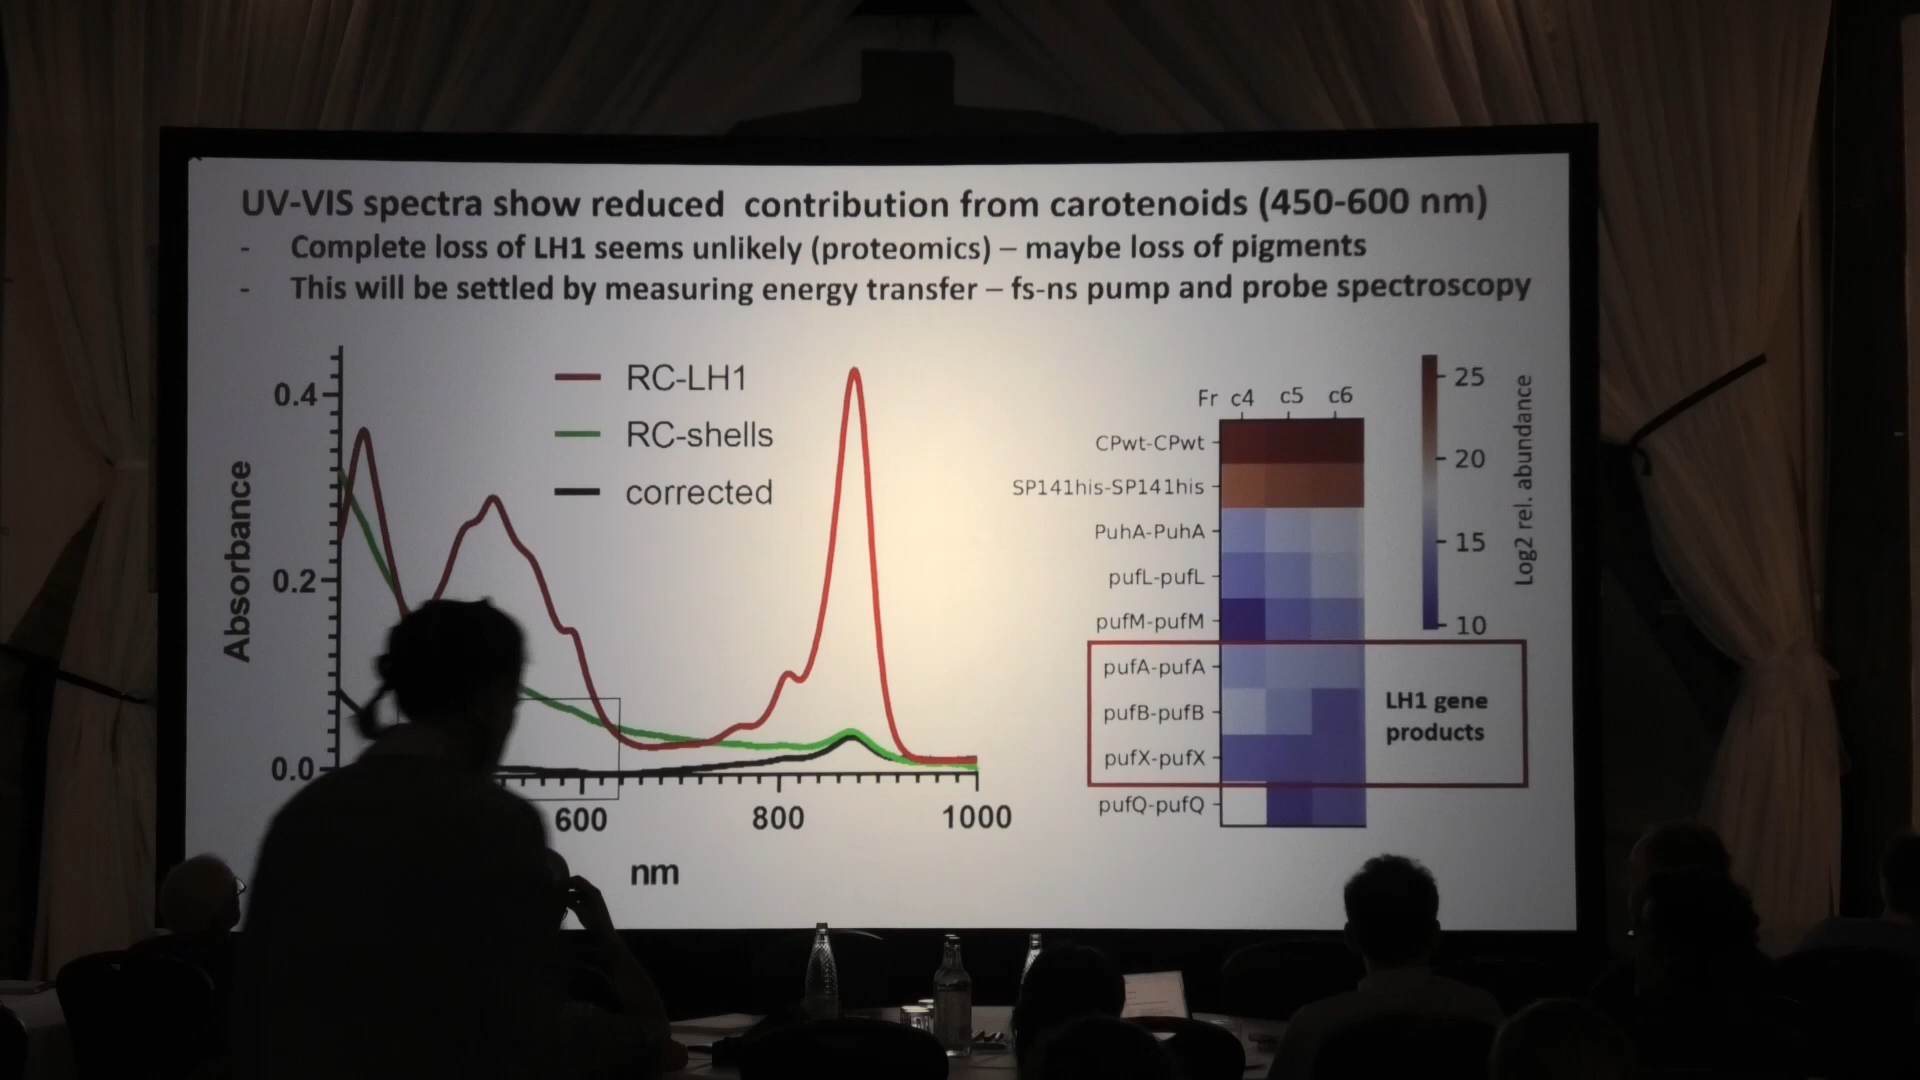 UV-VIS spectra show reduced contribution from carotenoids (450-600 nm)
- Complete loss of LH1 seems unlikely (proteomics) – maybe loss of pigments
- This will be settled by measuring energy transfer – fs-ns pump and probe spectroscopy
RC-LH1
RC-shells
corrected
Absorbance
0.4
0.2
0.0
600 800 1000
nm
Fr c4 c5 c6
CPwt-CPwt
SP141his-SP141his
PuhA-PuhA
pufL-pufL
pufM-pufM
pufA-pufA
pufB-pufB
pufX-pufX
pufQ-pufQ
LH1 gene
products
25
20
15
10
Log2 rel. abundance